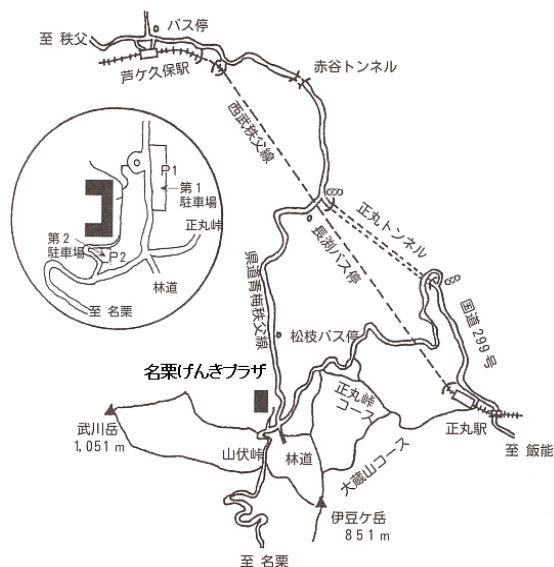 バス停
至 秩父
芦ケ久保駅
赤谷トンネル
西武秩父線
P1
第1
駐車場
正丸峠
第2
駐車場
P2
林道
至 名栗
正丸トンネル
長渕バス停
県道青梅秩父線
国道299号
松枝バス停
名栗げんきプラザ
正丸峠
コース
武川岳
1,051m
正丸駅
山伏峠
林道
大蔵山コース
至 飯能
伊豆ケ岳
851m
至 名栗